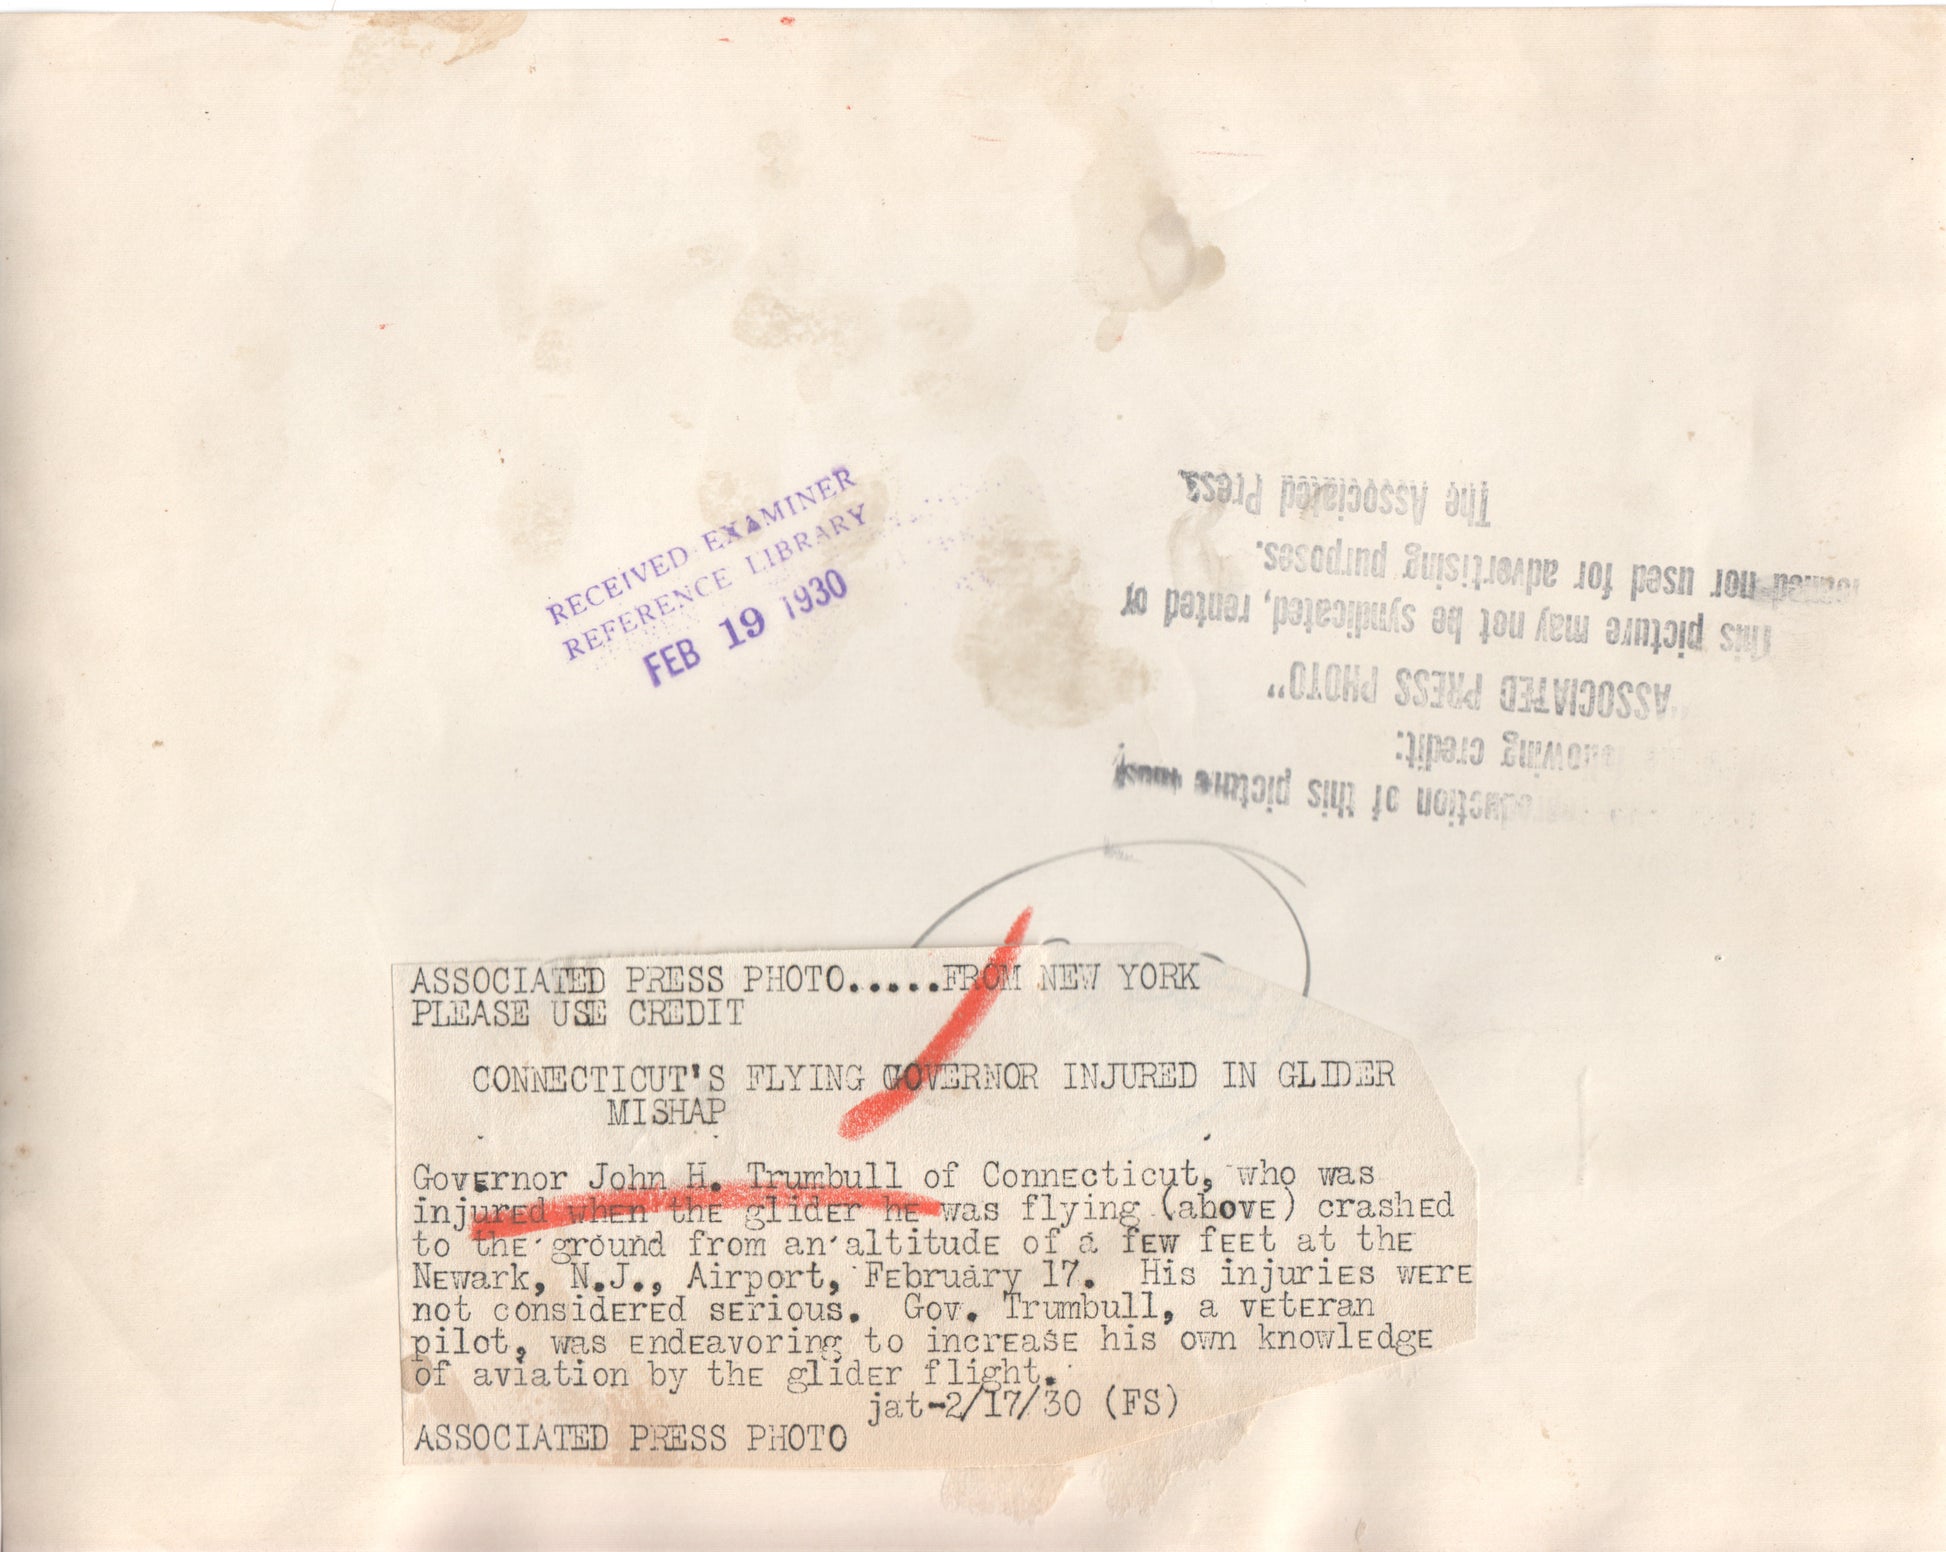 RECEIVED EXAMINER
REFERENCE LIBRARY
FEB 19 1930
of this picture must
credit:
"ASSOCIATED PRESS PHOTO"
This picture may not be syndicated, rented or
loaned nor used for advertising purposes.
The Associated Press
ASSOCIATED PRESS PHOTO.....FROM NEW YORK
PLEASE USE CREDIT
CONNECTICUT'S FLYING GOVERNOR INJURED IN GLIDER
MISHAP
Governor John H. Trumbull of Connecticut, who was
injured when the glider he was flying (above) crashed
to the ground from an altitude of a few feet at the
Newark, N.J., Airport, February 17. His injuries were
not considered serious. Gov. Trumbull, a veteran
pilot, was endeavoring to increase his own knowledge
of aviation by the glider flight.
jat-2/17/30 (FS)
ASSOCIATED PRESS PHOTO